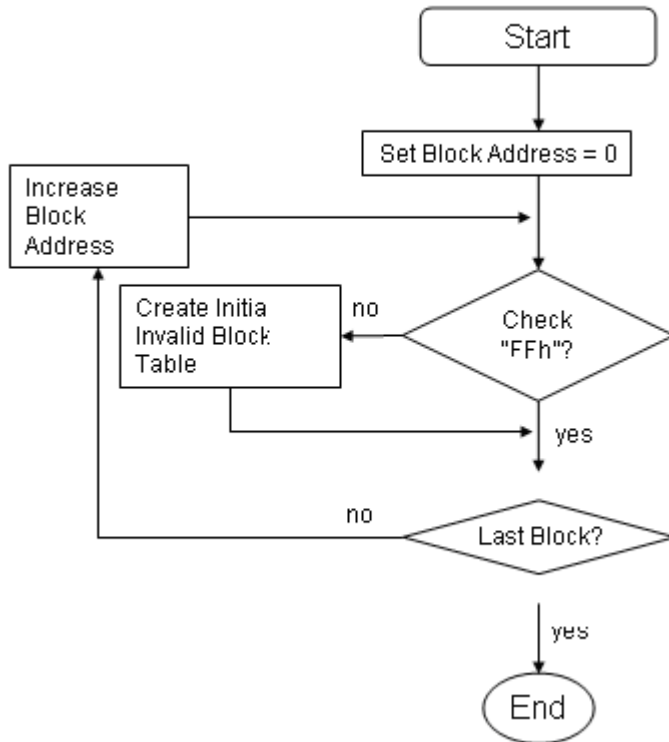 Start
Set Block Address = 0
Increase
Block
Address
Create Initia
Invalid Block
Table
no
Check
"FFh"?
yes
no
Last Block?
yes
End